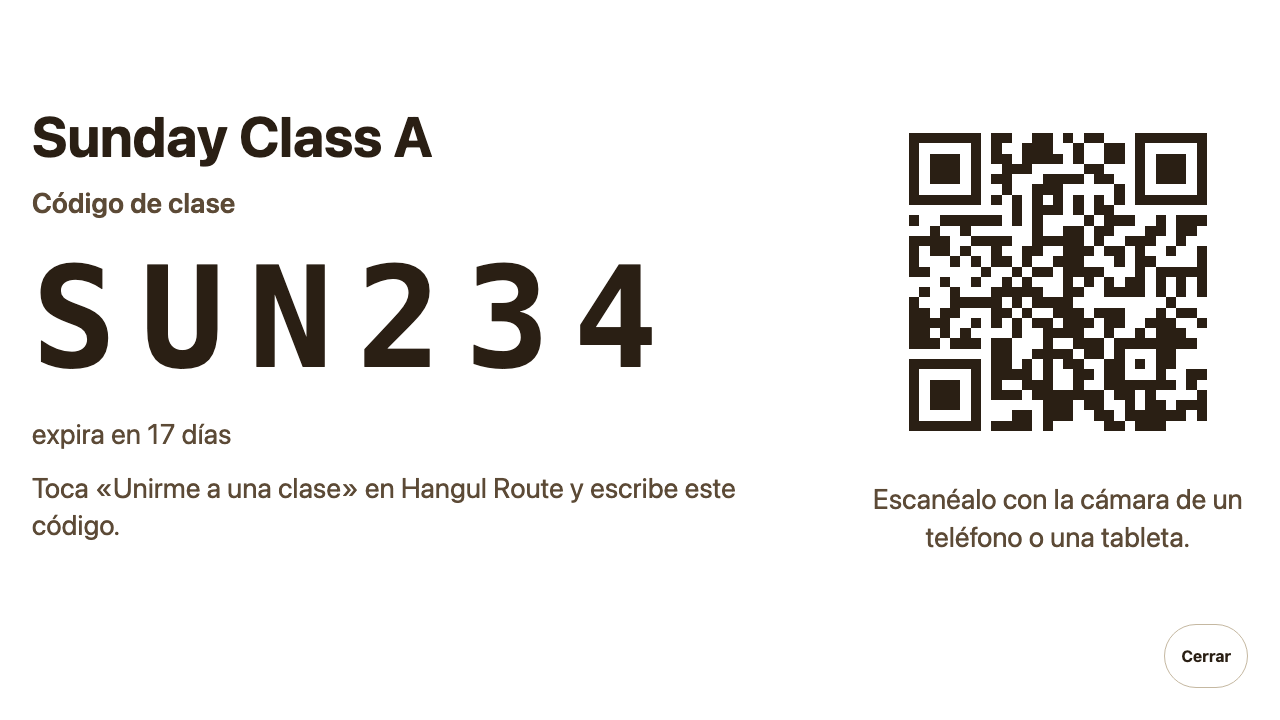 Sunday Class A
Código de clase
SUN234
expira en 17 días
Toca «Unirme a una clase» en Hangul Route y escribe este
código.
Escanéalo con la cámara de un
teléfono o una tableta.
Cerrar